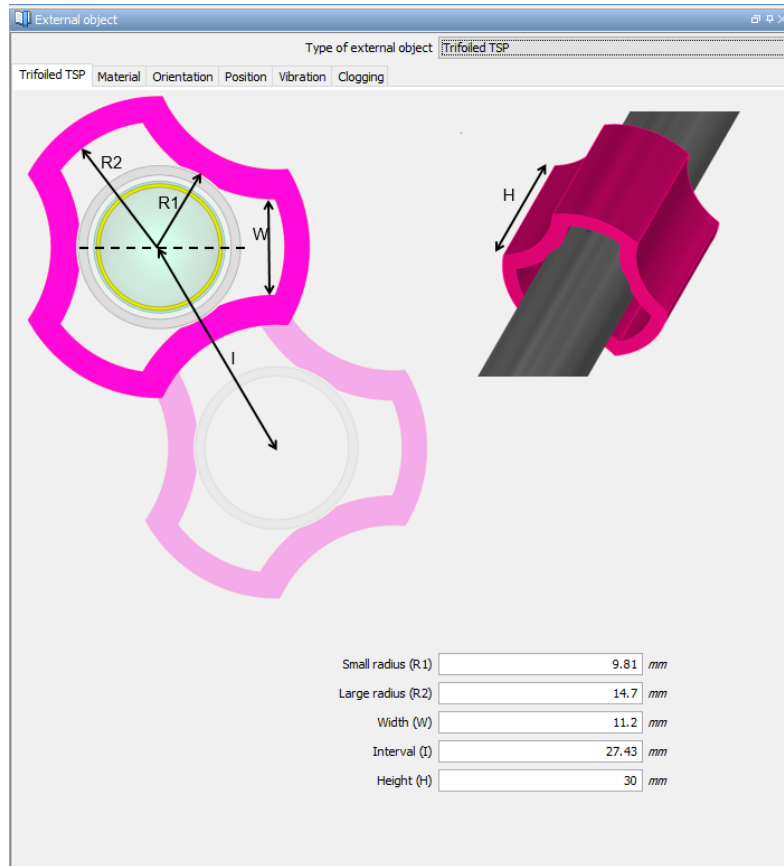 External object
Type of external object Trifoiled TSP
Trifoiled TSP Material Orientation Position Vibration Clogging
R2
R1
H
W
I
Small radius (R1) 9.81 mm
Large radius (R2) 14.7 mm
Width (W) 11.2 mm
Interval (I) 27.43 mm
Height (H) 30 mm